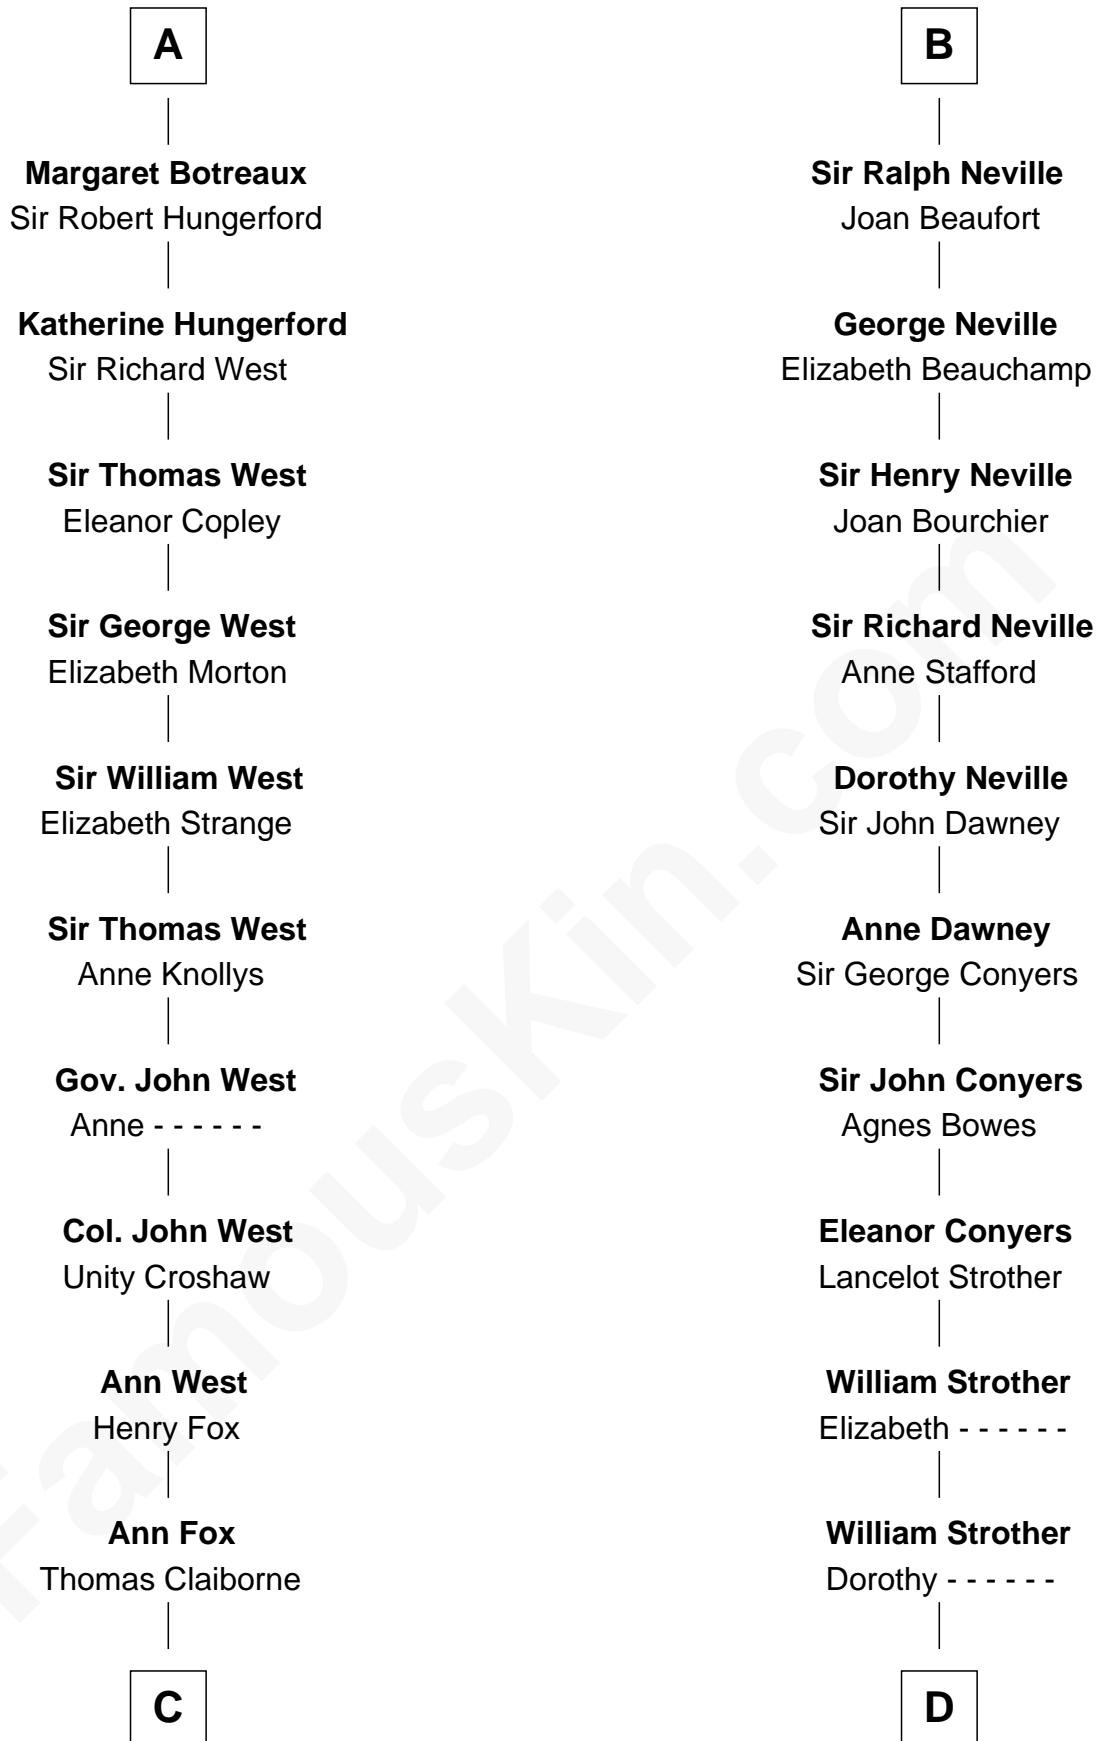 A
Margaret Botreaux
Sir Robert Hungerford
Katherine Hungerford
Sir Richard West
Sir Thomas West
Eleanor Copley
Sir George West
Elizabeth Morton
Sir William West
Elizabeth Strange
Sir Thomas West
Anne Knollys
Gov. John West
Anne - - - - - -
Col. John West
Unity Croshaw
Ann West
Henry Fox
Ann Fox
Thomas Claiborne
C
B
Sir Ralph Neville
Joan Beaufort
George Neville
Elizabeth Beauchamp
Sir Henry Neville
Joan Bourchier
Sir Richard Neville
Anne Stafford
Dorothy Neville
Sir John Dawney
Anne Dawney
Sir George Conyers
Sir John Conyers
Agnes Bowes
Eleanor Conyers
Lancelot Strother
William Strother
Elizabeth - - - - - -
William Strother
Dorothy - - - - - -
D
FamousKin.com